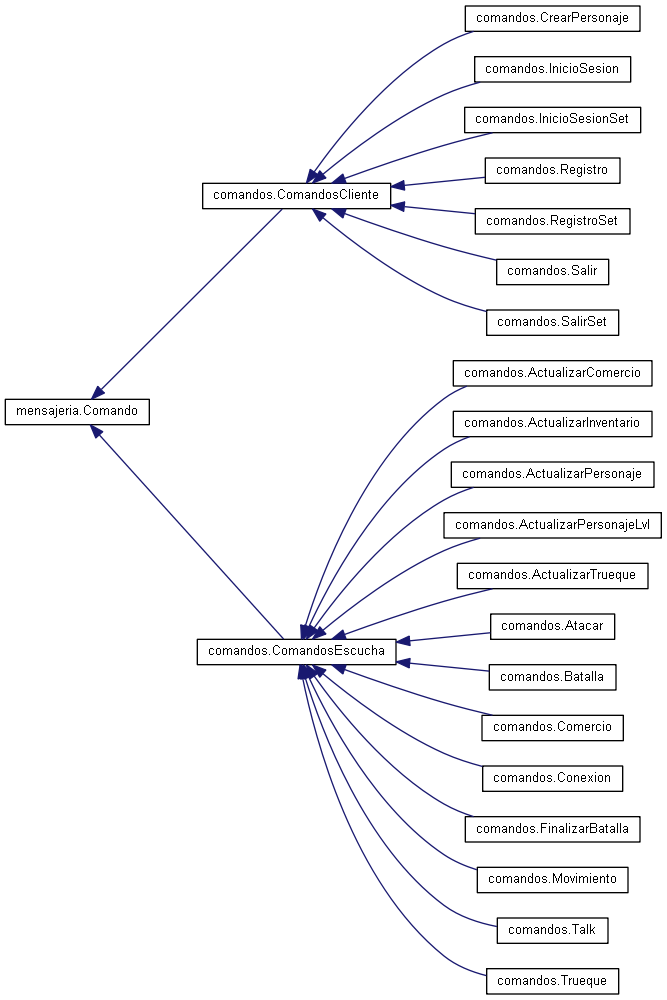 comandos.CrearPersonaje
comandos.InicioSesion
comandos.InicioSesionSet
comandos.Registro
comandos.ComandosCliente
comandos.RegistroSet
comandos.Salir
comandos.SalirSet
comandos.ActualizarComercio
mensajeria.Comando
comandos.ActualizarInventario
comandos.ActualizarPersonaje
comandos.ActualizarPersonajeLvl
comandos.ActualizarTrueque
comandos.Atacar
comandos.ComandosEscucha
comandos.Batalla
comandos.Comercio
comandos.Conexion
comandos.FinalizarBatalla
comandos.Movimiento
comandos.Talk
comandos.Trueque